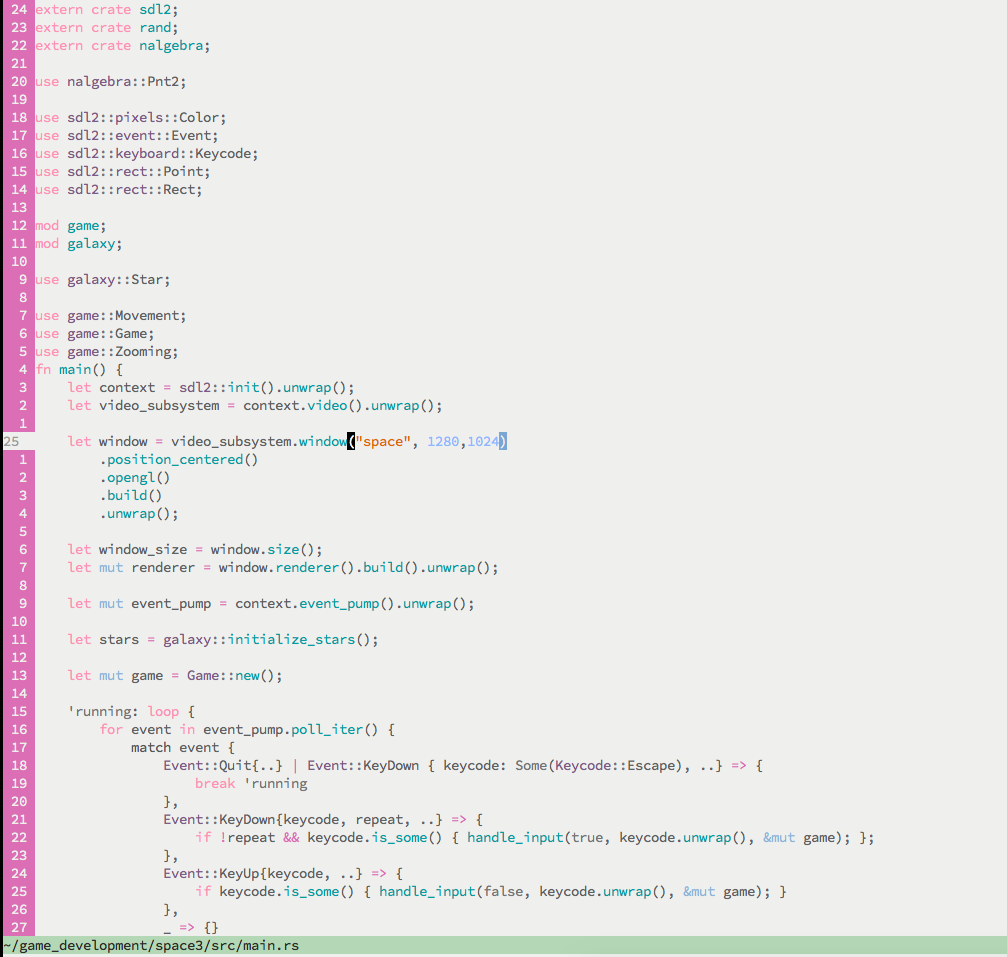 24 extern crate sdl2;
23 extern crate rand;
22 extern crate nalgebra;
21
20 use nalgebra::Pnt2;
19
18 use sdl2::pixels::Color;
17 use sdl2::event::Event;
16 use sdl2::keyboard::Keycode;
15 use sdl2::rect::Point;
14 use sdl2::rect::Rect;
13
12 mod game;
11 mod galaxy;
10
9 use galaxy::Star;
8
7 use game::Movement;
6 use game::Game;
5 use game::Zooming;
4 fn main() {
3     let context = sdl2::init().unwrap();
2     let video_subsystem = context.video().unwrap();
1
25     let window = video_subsystem.window("space", 1280,1024)
1         .position_centered()
2         .opengl()
3         .build()
4         .unwrap();
5
6     let window_size = window.size();
7     let mut renderer = window.renderer().build().unwrap();
8
9     let mut event_pump = context.event_pump().unwrap();
10
11     let stars = galaxy::initialize_stars();
12
13     let mut game = Game::new();
14
15     'running: loop {
16         for event in event_pump.poll_iter() {
17             match event {
18                 Event::Quit{..} | Event::KeyDown { keycode: Some(Keycode::Escape), ..} => {
19                     break 'running
20                 },
21                 Event::KeyDown{keycode, repeat, ..} => {
22                     if !repeat && keycode.is_some() { handle_input(true, keycode.unwrap(), &mut game); };
23                 },
24                 Event::KeyUp{keycode, ..} => {
25                     if keycode.is_some() { handle_input(false, keycode.unwrap(), &mut game); }
26                 },
27                 _ => {}
~/game_development/space3/src/main.rs